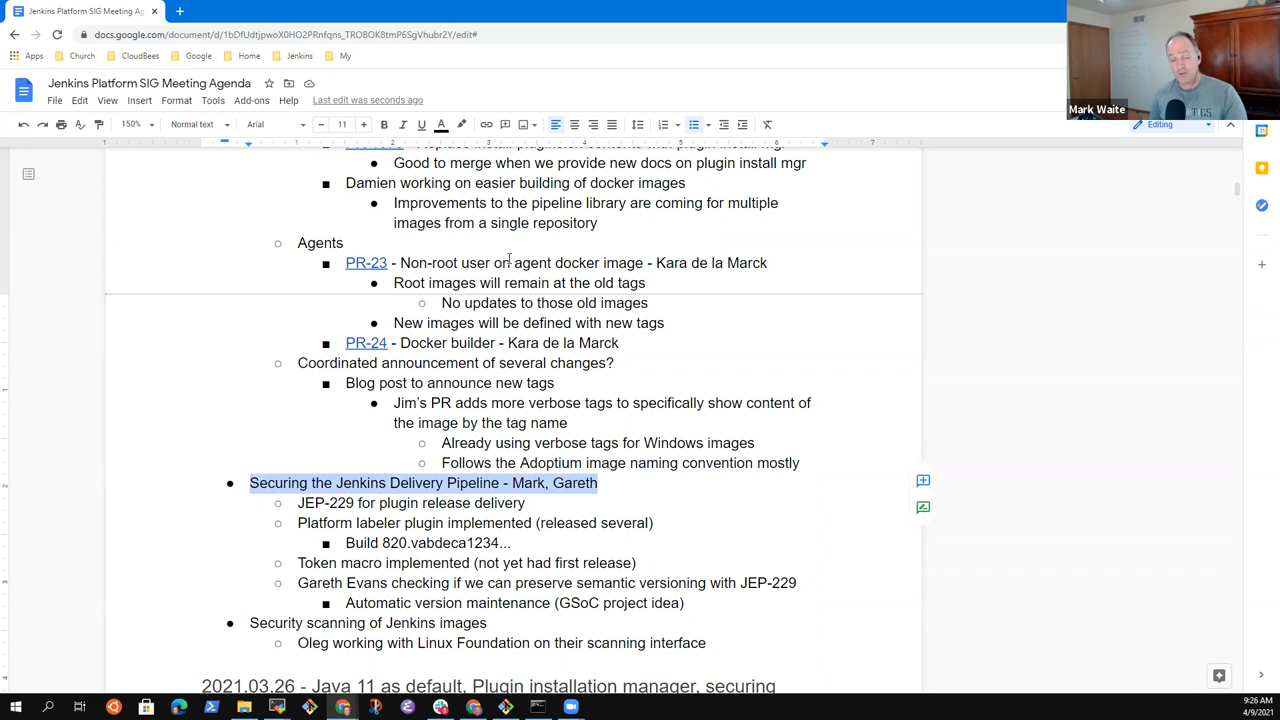 Jenkins Platform SIG Meeting Ag
docs.google.com/document/d/1bDfUdtjpwoX0HO2PRnfqns_TROBOK8tmP6SgVhubr2Y/edit#
Apps Church CloudBees Google Home Jenkins My
Jenkins Platform SIG Meeting Agenda
File Edit View Insert Format Tools Add-ons Help Last edit was seconds ago
Mark Waite
150% Normal text Arial 11 Editing
1 2 3 4 5 6 7
Good to merge when we provide new docs on plugin install mgr
Damien working on easier building of docker images
Improvements to the pipeline library are coming for multiple
images from a single repository
Agents
PR-23 - Non-root user on agent docker image - Kara de la Marck
Root images will remain at the old tags
No updates to those old images
New images will be defined with new tags
PR-24 - Docker builder - Kara de la Marck
Coordinated announcement of several changes?
Blog post to announce new tags
Jim's PR adds more verbose tags to specifically show content of
the image by the tag name
Already using verbose tags for Windows images
Follows the Adoptium image naming convention mostly
Securing the Jenkins Delivery Pipeline - Mark, Gareth
JEP-229 for plugin release delivery
Platform labeler plugin implemented (released several)
Build 820.vabdeca1234...
Token macro implemented (not yet had first release)
Gareth Evans checking if we can preserve semantic versioning with JEP-229
Automatic version maintenance (GSoC project idea)
Security scanning of Jenkins images
Oleg working with Linux Foundation on their scanning interface
2021.03.26 - Java 11 as default, Plugin installation manager, securing
9:26 AM
4/9/2021